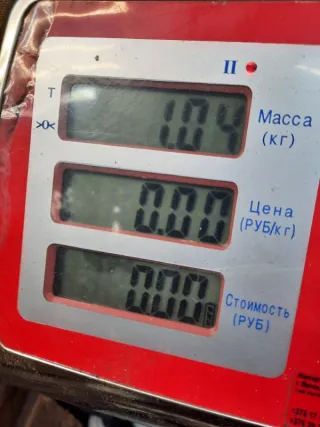 II
T
1.04
Масса
(кг)
>0<
0.00
Цена
(РУБ/кг)
0.00
Стоимость
(РУБ)